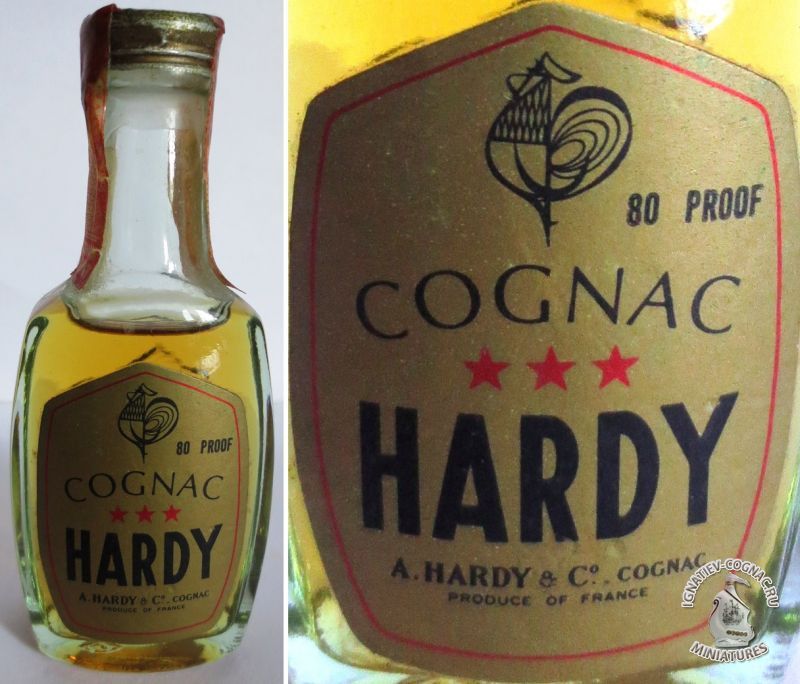 80 PROOF
COGNAC
HARDY
A. HARDY & Cº. COGNAC
PRODUCE OF FRANCE
80 PROOF
COGNAC
HARDY
A. HARDY & Cº. COGNAC
PRODUCE OF FRANCE
IGNATIEV-COGNAC.RU
MINIATURES